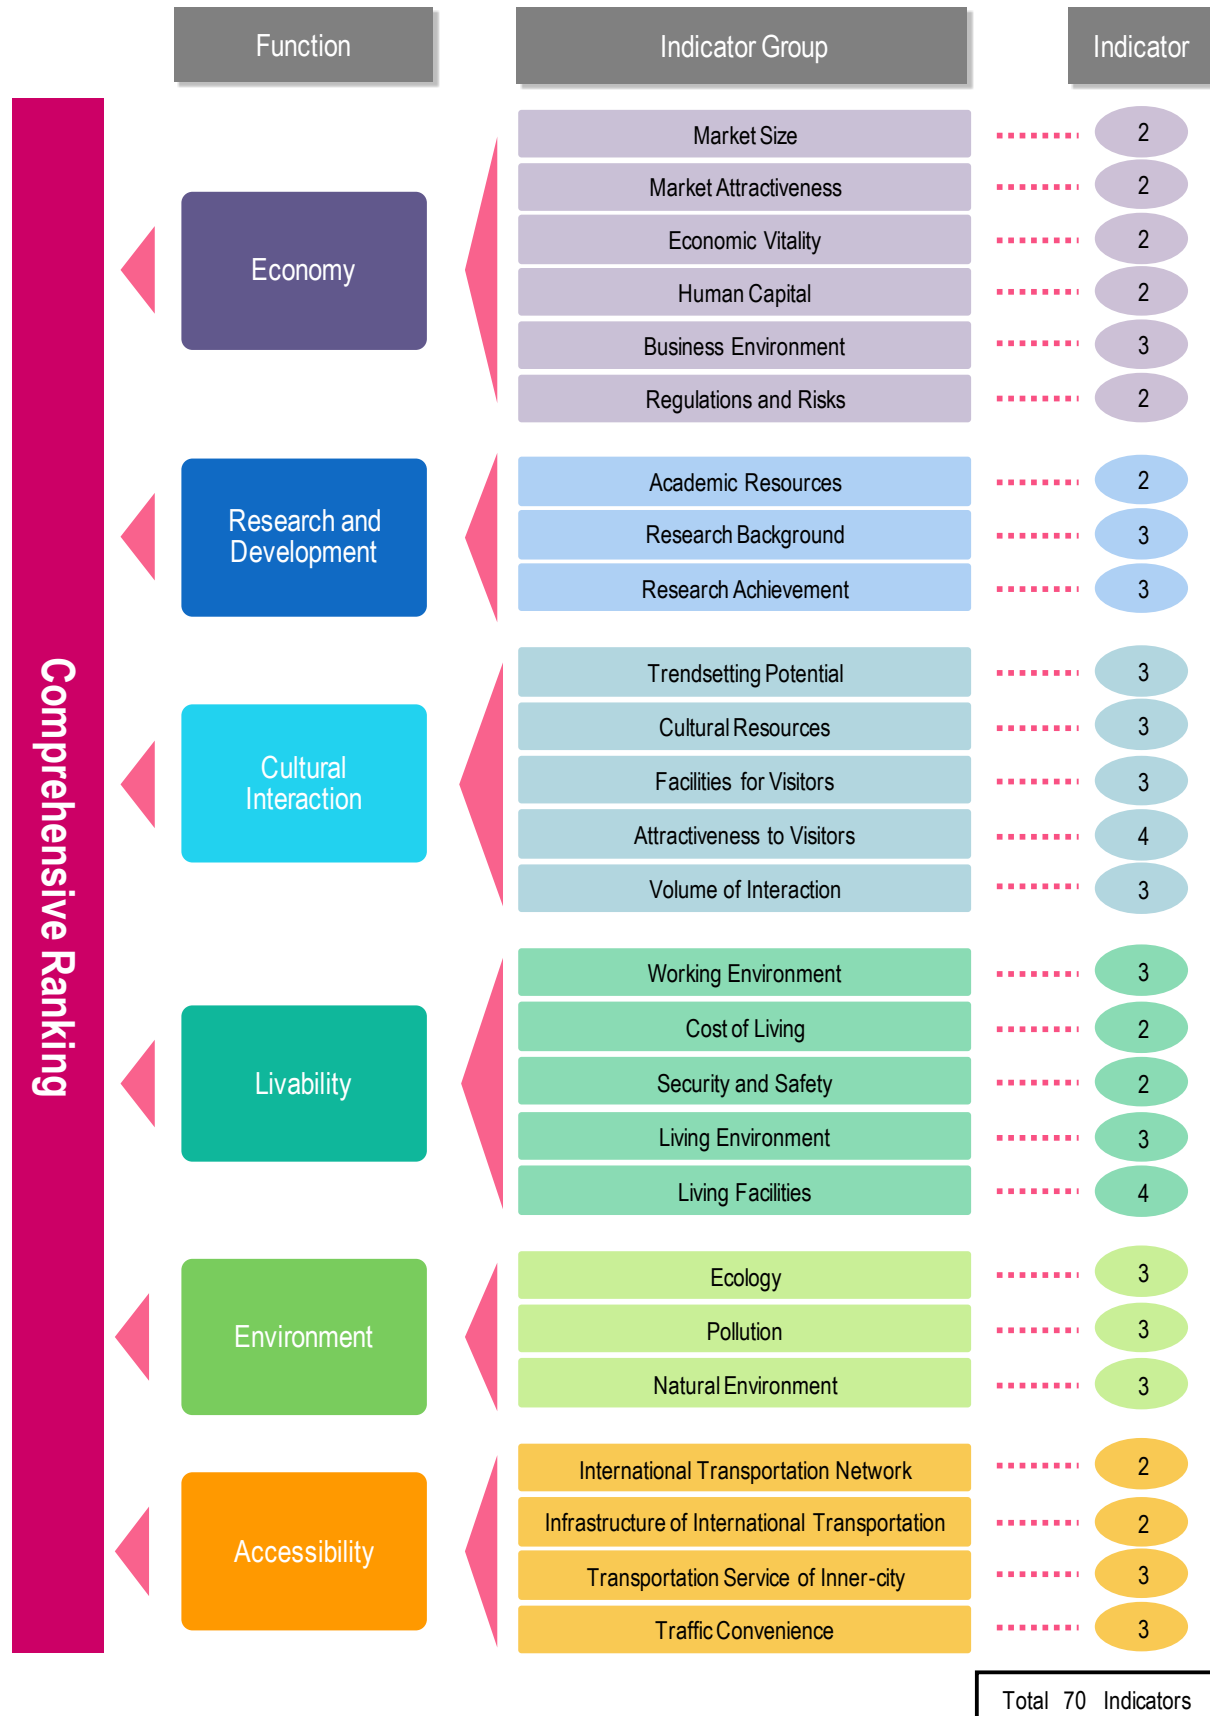 Function
Indicator Group
Indicator
Comprehensive Ranking
Economy
Market Size
2
Market Attractiveness
2
Economic Vitality
2
Human Capital
2
Business Environment
3
Regulations and Risks
2
Research and
Development
Academic Resources
2
Research Background
3
Research Achievement
3
Cultural
Interaction
Trendsetting Potential
3
Cultural Resources
3
Facilities for Visitors
3
Attractiveness to Visitors
4
Volume of Interaction
3
Livability
Working Environment
3
Cost of Living
2
Security and Safety
2
Living Environment
3
Living Facilities
4
Environment
Ecology
3
Pollution
3
Natural Environment
3
Accessibility
International Transportation Network
2
Infrastructure of International Transportation
2
Transportation Service of Inner-city
3
Traffic Convenience
3
Total 70 Indicators